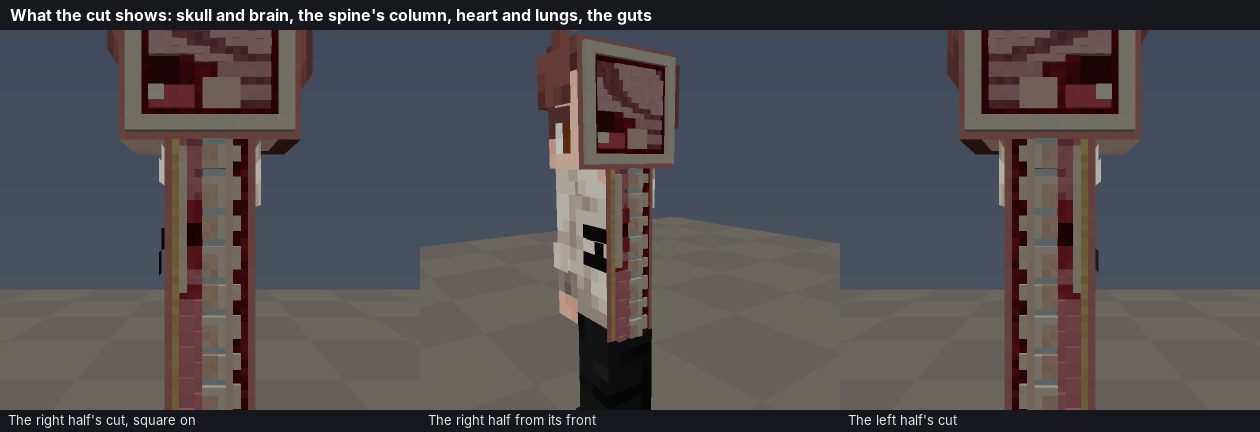 What the cut shows: skull and brain, the spine's column, heart and lungs, the guts
The right half's cut, square on
The right half from its front
The left half's cut